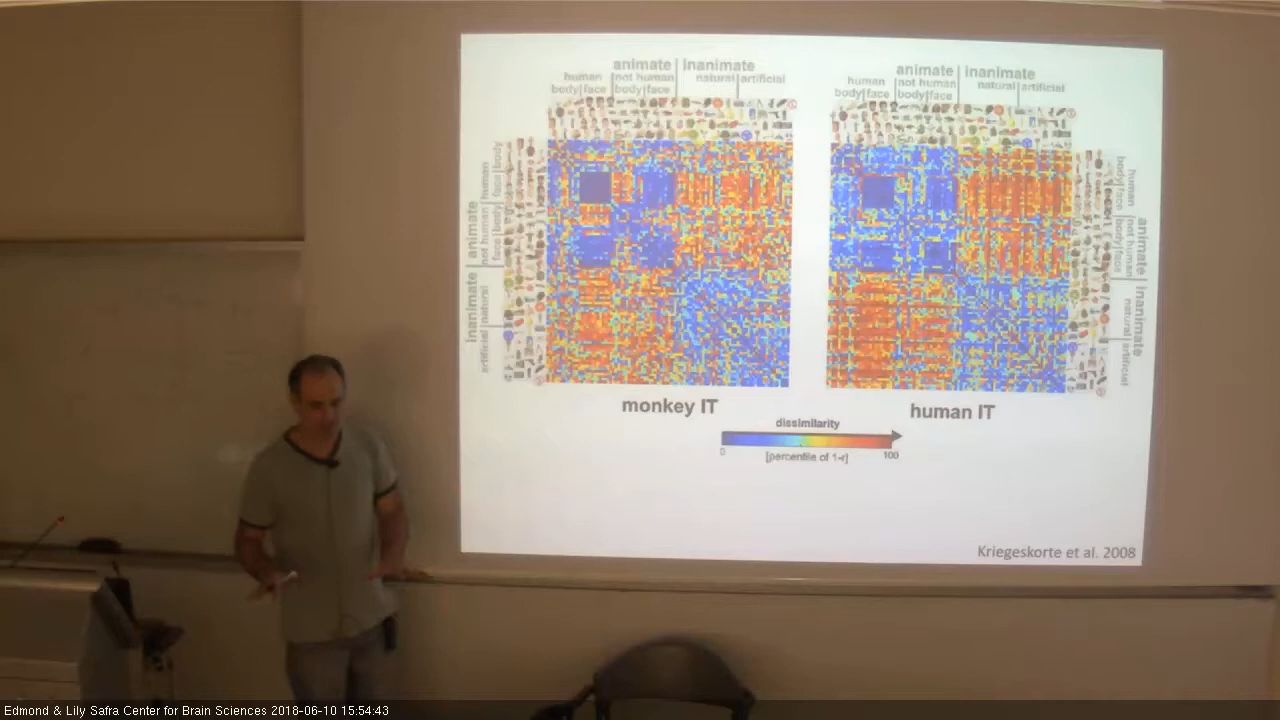 animate inanimate
human not human natural artificial
body face body face
animate inanimate
human not human natural artificial
body face body face
animate inanimate
human not human natural artificial
body face body face
human not human natural artificial
body face body face
animate inanimate
monkey IT
human IT
dissimilarity
0 [percentile of 1-r] 100
Kriegeskorte et al. 2008
Edmond & Lily Safra Center for Brain Sciences 2018-06-10 15:54:43